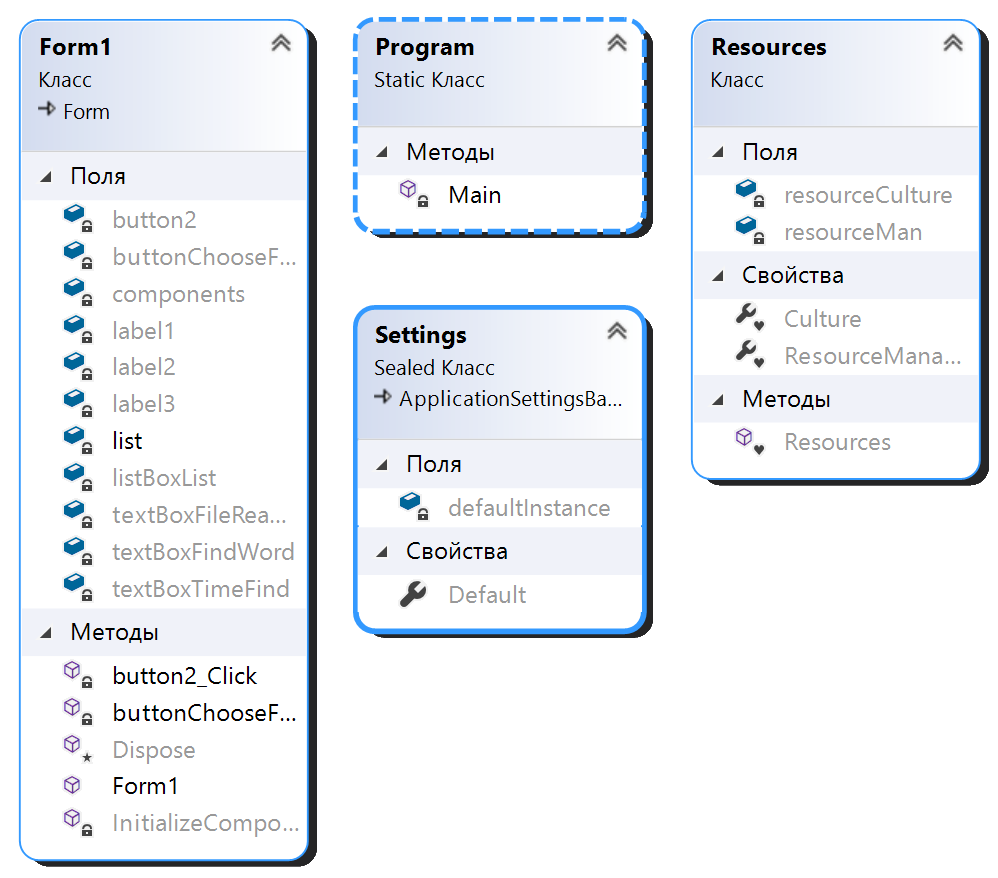 Form1
Класс
Form
Поля
button2
buttonChooseF...
components
label1
label2
label3
list
listBoxList
textBoxFileRea...
textBoxFindWord
textBoxTimeFind
Методы
button2_Click
buttonChooseF...
Dispose
Form1
InitializeCompo...
Program
Static Класс
Методы
Main
Settings
Sealed Класс
ApplicationSettingsBa...
Поля
defaultInstance
Свойства
Default
Resources
Класс
Поля
resourceCulture
resourceMan
Свойства
Culture
ResourceMana...
Методы
Resources